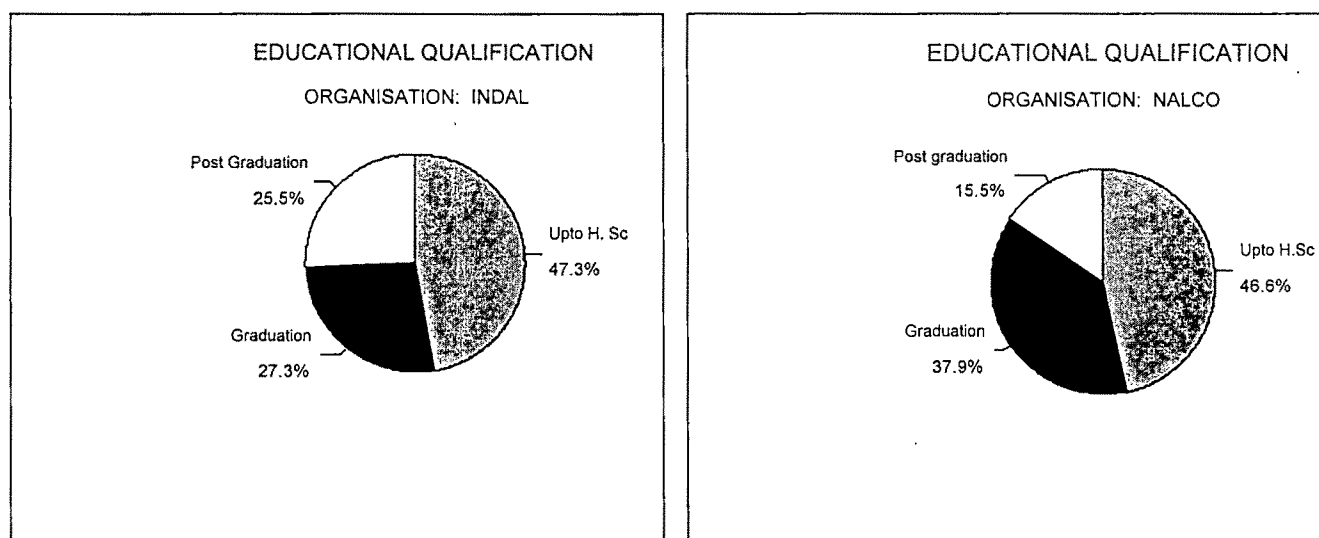 EDUCATIONAL QUALIFICATION
ORGANISATION: INDAL
Post Graduation
25.5%
Upto H. Sc
47.3%
Graduation
27.3%
EDUCATIONAL QUALIFICATION
ORGANISATION: NALCO
Post graduation
15.5%
Upto H.Sc
46.6%
Graduation
37.9%